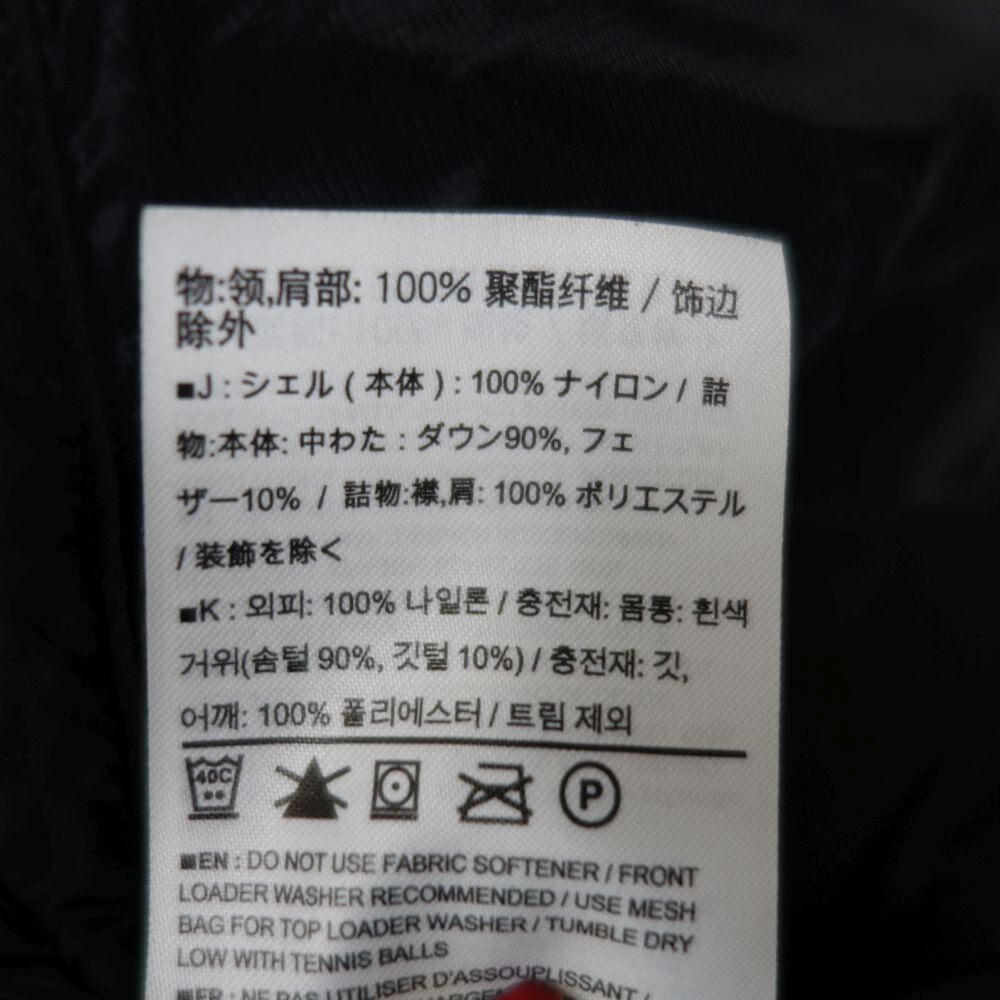 物:领,肩部: 100% 聚酯纤维 / 饰边
除外
■J : シェル ( 本体 ) : 100% ナイロン / 詰
物:本体: 中わた : ダウン90%, フェ
ザー10% / 詰物:襟,肩: 100% ポリエステル
/ 装飾を除く
■K : 외피: 100% 나일론 / 충전재: 몸통: 흰색
거위(솜털 90%, 깃털 10%) / 충전재: 깃,
어깨: 100% 폴리에스터 / 트림 제외
40C
P
■EN : DO NOT USE FABRIC SOFTENER / FRONT
LOADER WASHER RECOMMENDED / USE MESH
BAG FOR TOP LOADER WASHER / TUMBLE DRY
LOW WITH TENNIS BALLS
■FR : NE PAS UTILISER D'ASSOUPLISSANT /